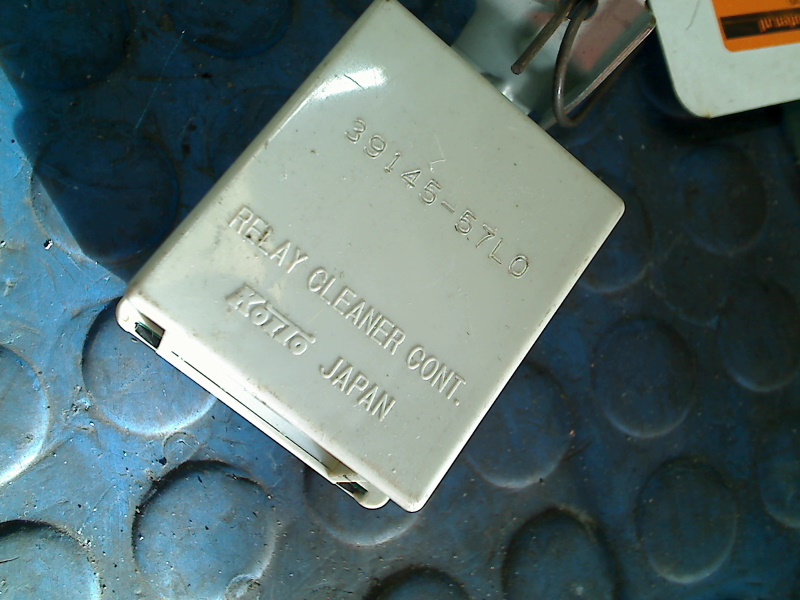 39145-57L0
RELAY CLEANER CONT.
KOITO JAPAN